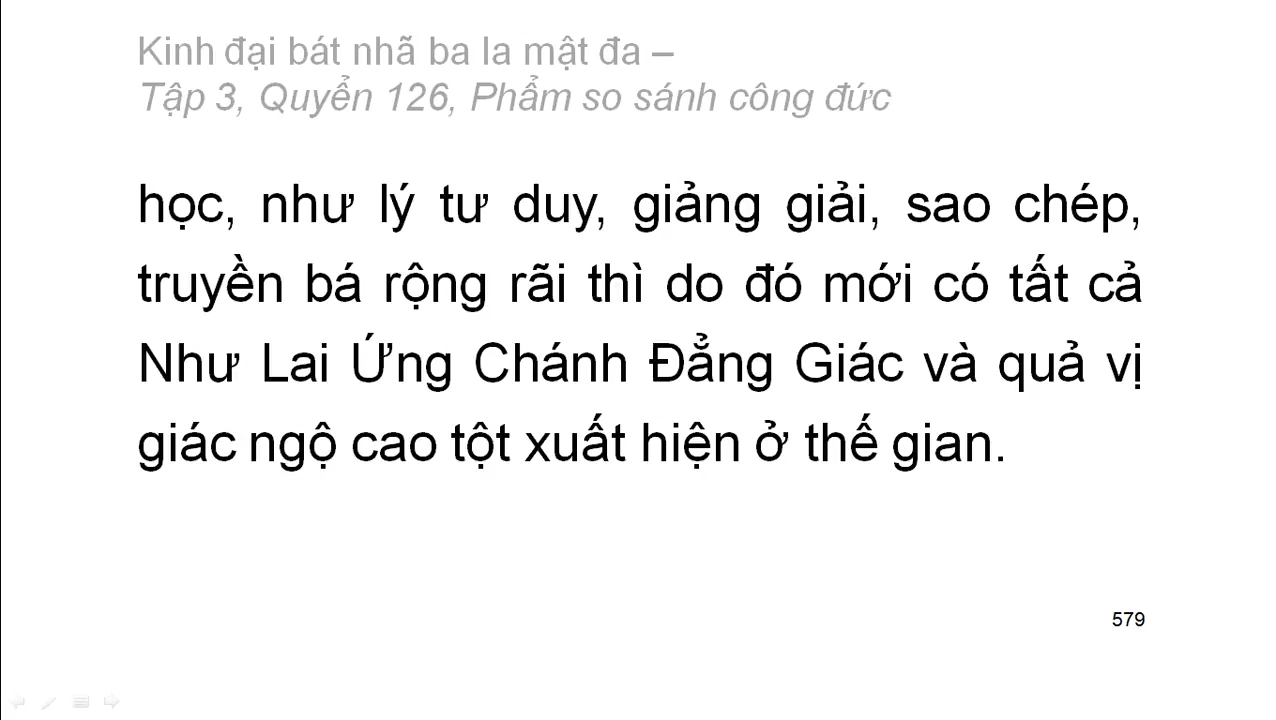 Kinh đại bát nhã ba la mật đa –
Tập 3, Quyển 126, Phẩm so sánh công đức
học, như lý tư duy, giảng giải, sao chép,
truyền bá rộng rãi thì do đó mới có tất cả
Như Lai Ứng Chánh Đẳng Giác và quả vị
giác ngộ cao tột xuất hiện ở thế gian.
579